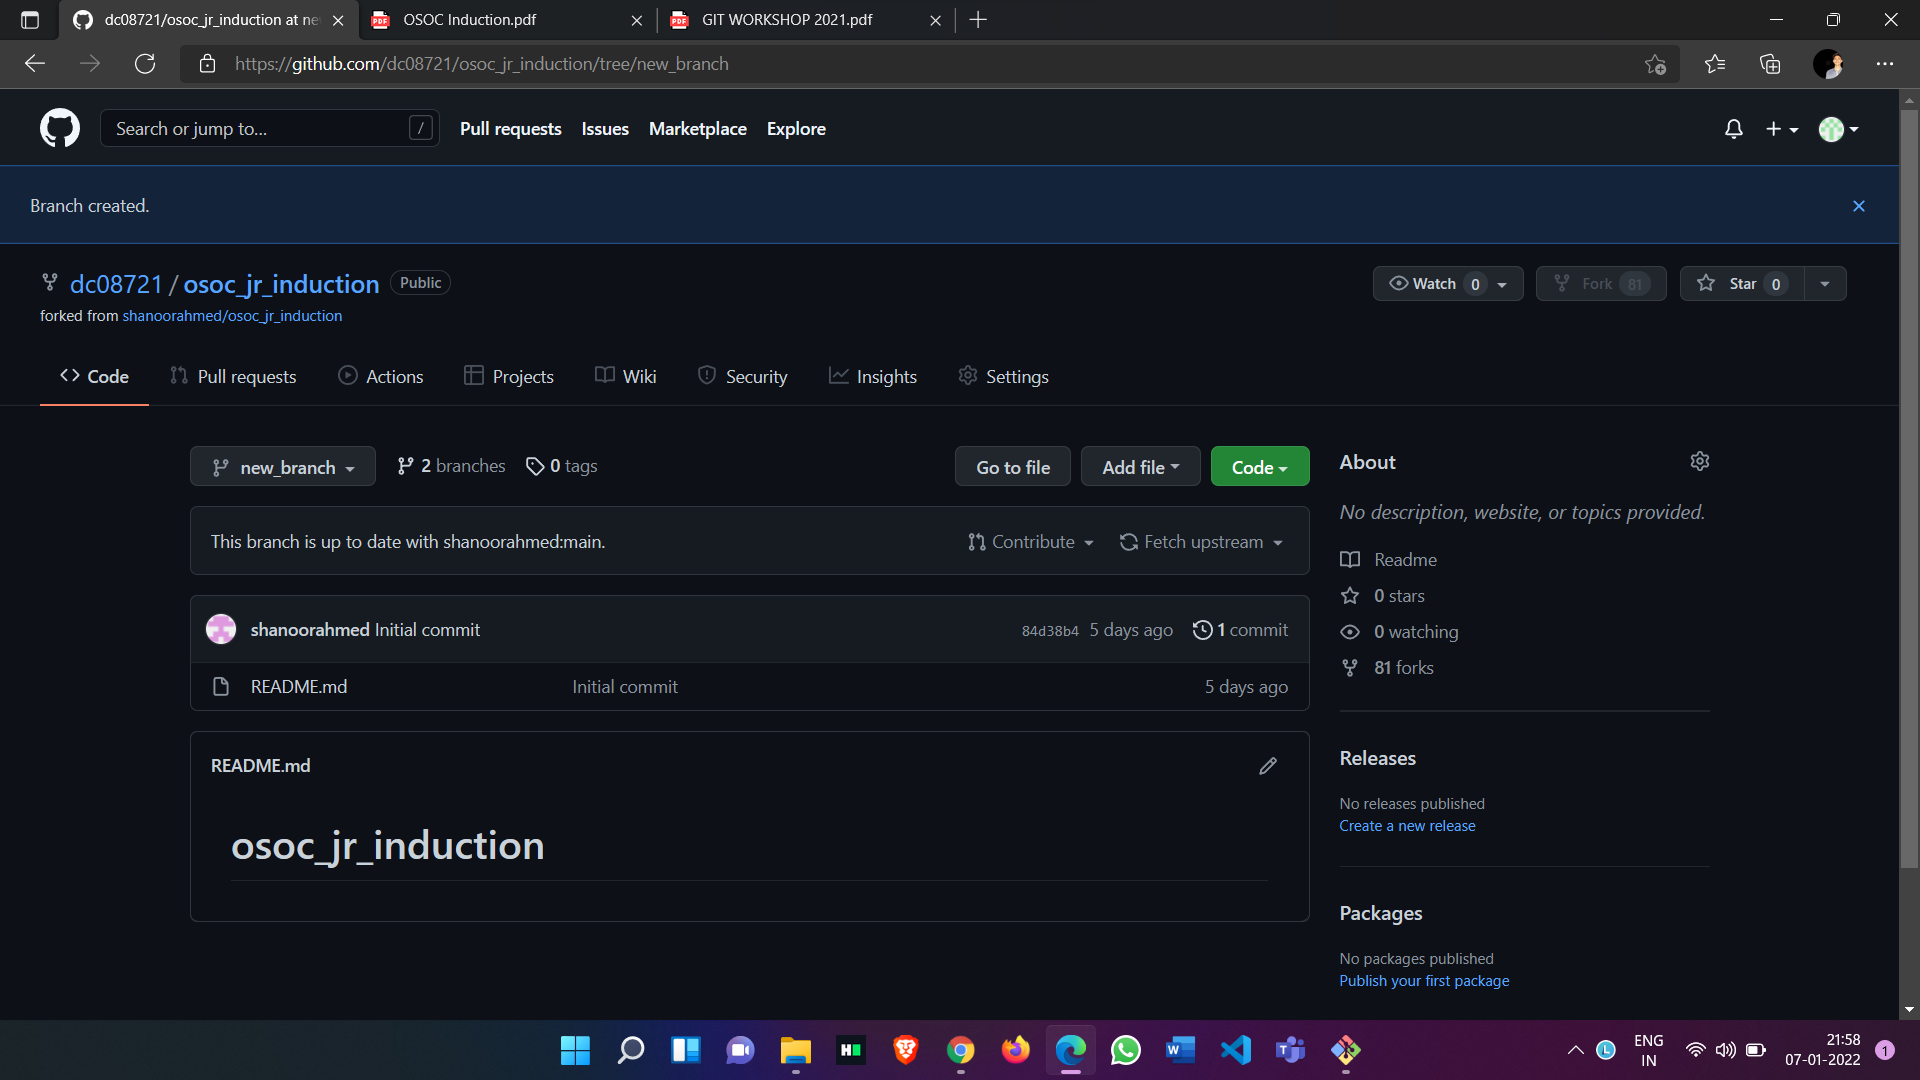 dc08721/osoc_jr_induction at ne
OSOC Induction.pdf
GIT WORKSHOP 2021.pdf
https://github.com/dc08721/osoc_jr_induction/tree/new_branch
Search or jump to...
/
Pull requests
Issues
Marketplace
Explore
Branch created.
dc08721 / osoc_jr_induction
Public
Watch 0
Fork 81
Star 0
forked from shanoorahmed/osoc_jr_induction
Code
Pull requests
Actions
Projects
Wiki
Security
Insights
Settings
new_branch
2 branches
0 tags
Go to file
Add file
Code
This branch is up to date with shanoorahmed:main.
Contribute
Fetch upstream
shanoorahmed Initial commit
84d38b4 5 days ago
1 commit
README.md
Initial commit
5 days ago
README.md
osoc_jr_induction
About
No description, website, or topics provided.
Readme
0 stars
0 watching
81 forks
Releases
No releases published
Create a new release
Packages
No packages published
Publish your first package
L
ENG
IN
21:58
07-01-2022
1